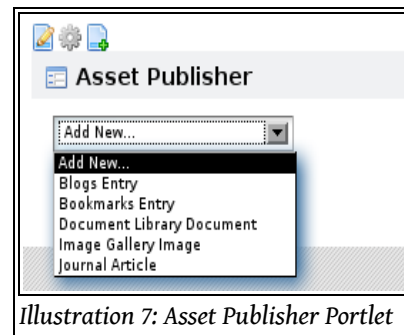 Asset Publisher
Add New...
Add New...
Blogs Entry
Bookmarks Entry
Document Library Document
Image Gallery Image
Journal Article
Illustration 7: Asset Publisher Portlet